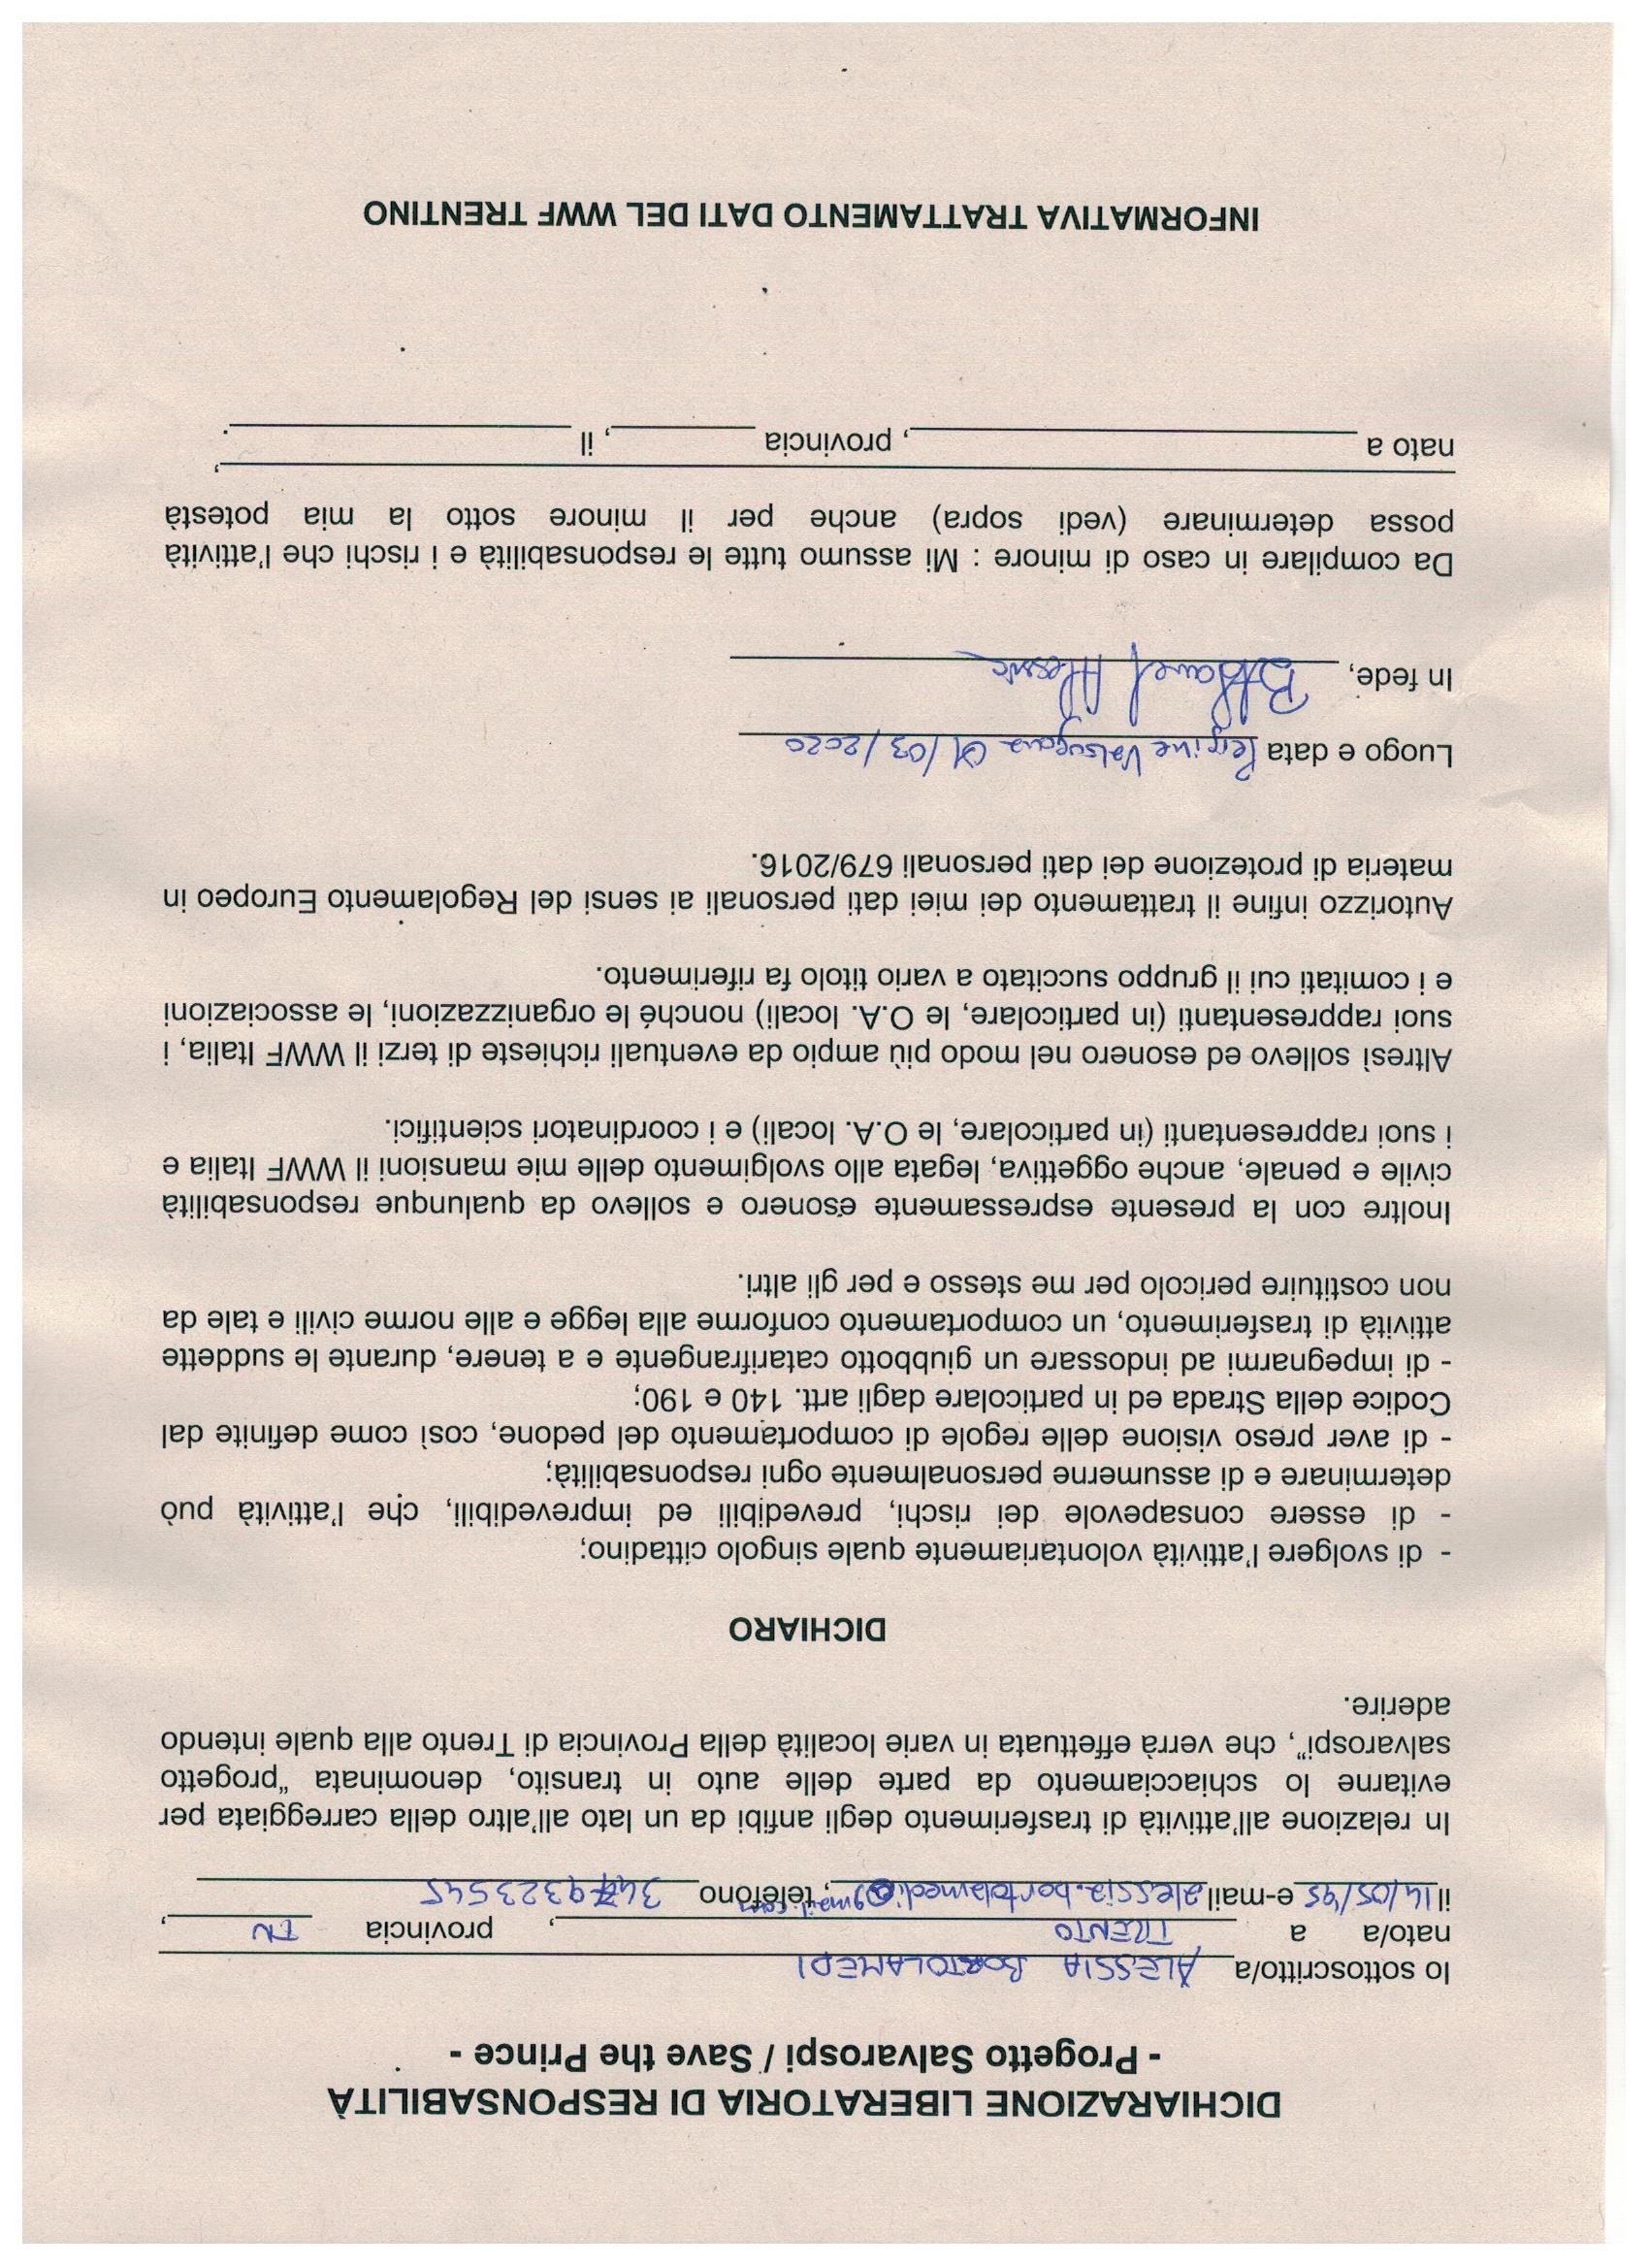 DICHIARAZIONE LIBERATORIA DI RESPONSABILITÀ
- Progetto Salvarospi / Save the Prince -
Io sottoscritto/a ALESSIA BORTOLAMEDI
nato/a a TRENTO, provincia TN,
il 14/05/'95 e-mail alessia.bortolamedi@gmail.com, telefono 3479323545
In relazione all'attività di trasferimento degli anfibi da un lato all'altro della carreggiata per
evitarne lo schiacciamento da parte delle auto in transito, denominata “progetto
salvarospi”, che verrà effettuata in varie località della Provincia di Trento alla quale intendo
aderire.
DICHIARO
- di svolgere l'attività volontariamente quale singolo cittadino;
- di essere consapevole dei rischi, prevedibili ed imprevedibili, che l'attività può
determinare e di assumerne personalmente ogni responsabilità;
- di aver preso visione delle regole di comportamento del pedone, così come definite dal
Codice della Strada ed in particolare dagli artt. 140 e 190;
- di impegnarmi ad indossare un giubbotto catarifrangente e a tenere, durante le suddette
attività di trasferimento, un comportamento conforme alla legge e alle norme civili e tale da
non costituire pericolo per me stesso e per gli altri.
Inoltre con la presente espressamente esonero e sollevo da qualunque responsabilità
civile e penale, anche oggettiva, legata allo svolgimento delle mie mansioni il WWF Italia e
i suoi rappresentanti (in particolare, le O.A. locali) e i coordinatori scientifici.
Altresì sollevo ed esonero nel modo più ampio da eventuali richieste di terzi il WWF Italia, i
suoi rappresentanti (in particolare, le O.A. locali) nonché le organizzazioni, le associazioni
e i comitati cui il gruppo succitato a vario titolo fa riferimento.
Autorizzo infine il trattamento dei miei dati personali ai sensi del Regolamento Europeo in
materia di protezione dei dati personali 679/2016.
Luogo e data Pergine Valsugana 01/03/2020
In fede, Alessia
Da compilare in caso di minore : Mi assumo tutte le responsabilità e i rischi che l'attività
possa determinare (vedi sopra) anche per il minore sotto la mia potestà
,
nato a , provincia , il .
INFORMATIVA TRATTAMENTO DATI DEL WWF TRENTINO